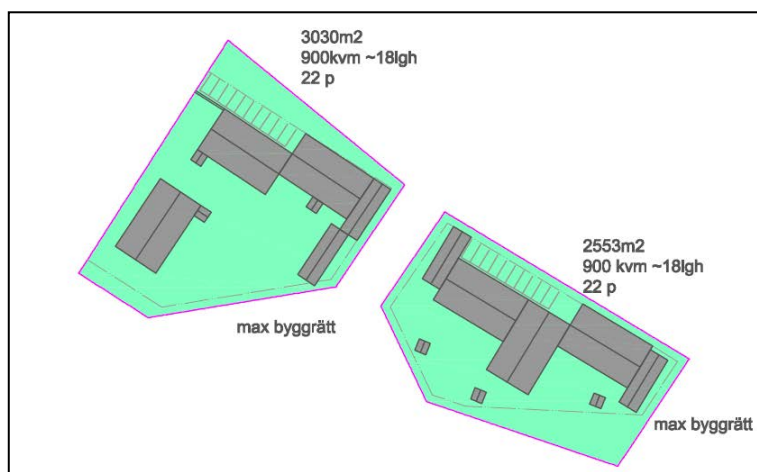 3030m2
900kvm ~18lgh
22 p
max byggrätt
2553m2
900 kvm ~18lgh
22 p
max byggrätt